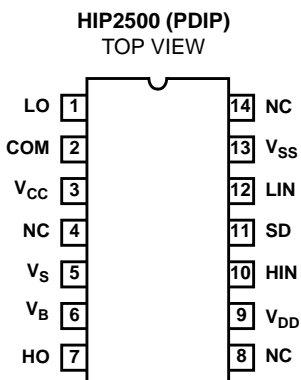 HIP2500 (PDIP)
TOP VIEW
LO 1 14 NC
COM 2 13 VSS
VCC 3 12 LIN
NC 4 11 SD
VS 5 10 HIN
VB 6 9 VDD
HO 7 8 NC